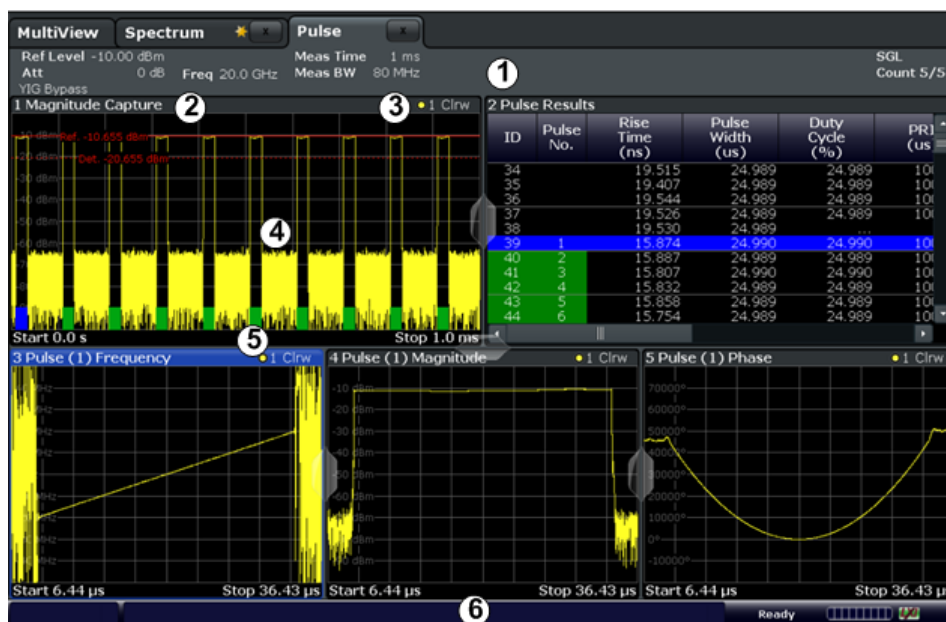 MultiView Spectrum x Pulse x
Ref Level -10.00 dBm Meas Time 1 ms SGL
Att 0 dB Freq 20.0 GHz Meas BW 80 MHz 1 Count 5/5
YIG Bypass
1 Magnitude Capture 2 3 1 Clrw
-10 dBm Ref. -10.655 dBm
-20 dBm Det. -20.655 dBm
-30 dBm
-40 dBm
4
-60 dBm
Start 0.0 s Stop 1.0 ms
2 Pulse Results
ID Pulse No. Rise Time (ns) Pulse Width (us) Duty Cycle (%) PRI (us
34 19.515 24.989 24.989 100
35 19.407 24.989 24.989 100
36 19.544 24.989 24.989 100
37 19.526 24.989 24.989 100
38 19.530 24.989 ...
39 1 15.874 24.990 24.990 100
40 2 15.887 24.989 24.989 100
41 3 15.807 24.990 24.990 100
42 4 15.832 24.989 24.989 100
43 5 15.858 24.989 24.989 100
44 6 15.754 24.989 24.989 100
5
3 Pulse (1) Frequency 1 Clrw
Start 6.44 µs Stop 36.43 µs
4 Pulse (1) Magnitude 1 Clrw
-10 dBm
-20 dBm
-30 dBm
-40 dBm
-60 dBm
Start 6.44 µs Stop 36.43 µs
5 Pulse (1) Phase 1 Clrw
70000°
60000°
50000°
40000°
20000°
10000°
0°
-10000°
Start 6.44 µs Stop 36.43 µ
6
Ready